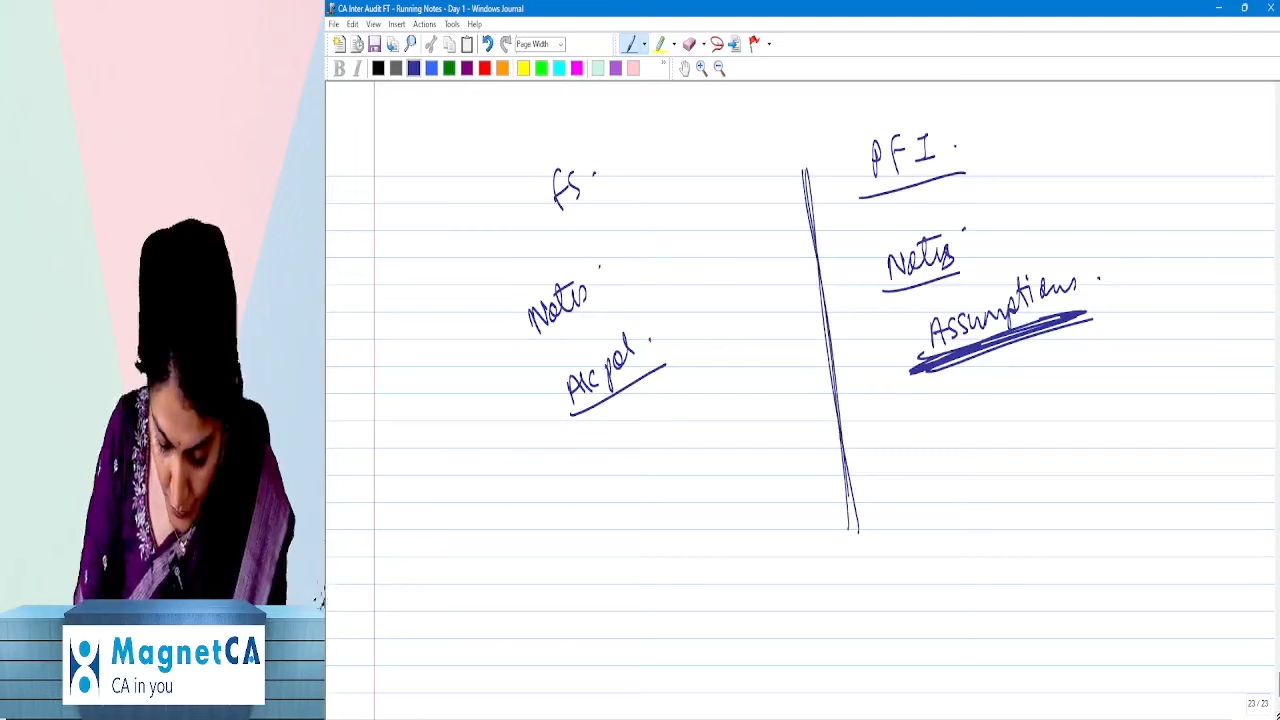 CA Inter Audit FT - Running Notes - Day 1 - Windows Journal
File Edit View Insert Actions Tools Help
Page Width
B I
FS.
Notes
A/c pol.
PFI.
Notes
Assumptions.
MagnetCA
CA in you
23 / 23